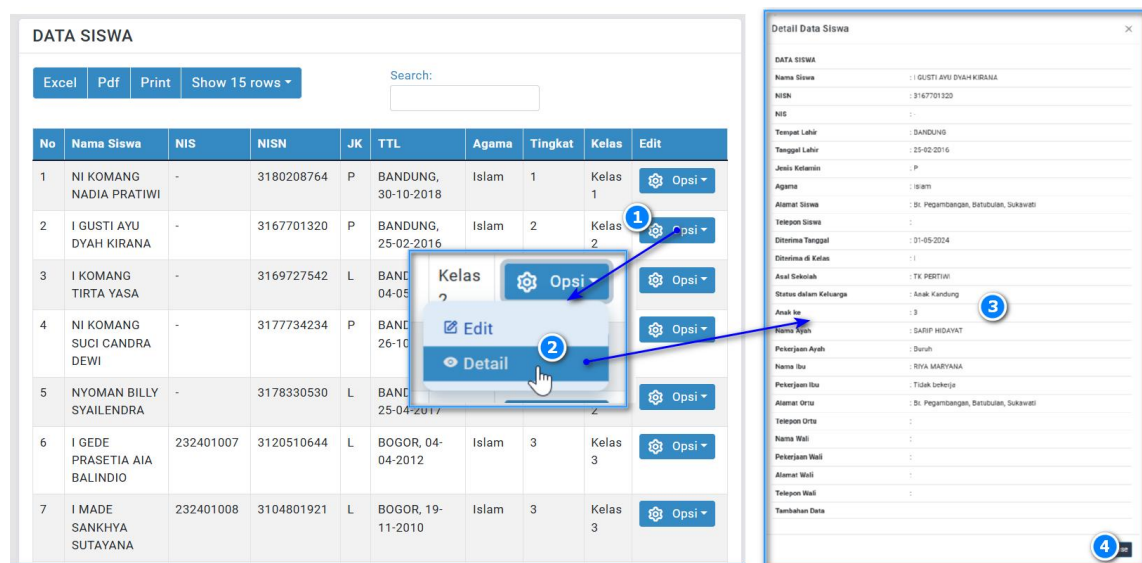 DATA SISWA
Excel Pdf Print Show 15 rows
Search:
No Nama Siswa NIS NISN JK TTL Agama Tingkat Kelas Edit
1 NI KOMANG NADIA PRATIWI - 3180208764 P BANDUNG, 30-10-2018 Islam 1 Kelas 1 Opsi
2 I GUSTI AYU DYAH KIRANA - 3167701320 P BANDUNG, 25-02-2016 Islam 2 Kelas 2 Opsi
3 I KOMANG TIRTA YASA - 3169727542 L Opsi
4 NI KOMANG SUCI CANDRA DEWI - 3177734234 P Opsi
5 NYOMAN BILLY SYAILENDRA - 3178330530 L 25-04-2017 2 Opsi
6 I GEDE PRASETIA AIA BALINDIO 232401007 3120510644 L BOGOR, 04-04-2012 Islam 3 Kelas 3 Opsi
7 I MADE SANKHYA SUTAYANA 232401008 3104801921 L BOGOR, 19-11-2010 Islam 3 Kelas 3 Opsi
1
Kelas Opsi
Edit
Detail
2
Detail Data Siswa
DATA SISWA
Nama Siswa : I GUSTI AYU DYAH KIRANA
NISN : 3167701320
NIS : -
Tempat Lahir : BANDUNG
Tanggal Lahir : 25-02-2016
Jenis Kelamin : P
Agama : Islam
Alamat Siswa : Br. Pegambangan, Batubulan, Sukawati
Telepon Siswa :
Diterima Tanggal : 01-05-2024
Diterima di Kelas : I
Asal Sekolah : TK PERTIWI
Status dalam Keluarga : Anak Kandung
Anak ke : 3
Nama Ayah : SARIP HIDAYAT
Pekerjaan Ayah : Buruh
Nama Ibu : RIYA MARYANA
Pekerjaan Ibu : Tidak bekerja
Alamat Ortu : Br. Pegambangan, Batubulan, Sukawati
Telepon Ortu :
Nama Wali :
Pekerjaan Wali :
Alamat Wali :
Telepon Wali :
Tambahan Data
3
4